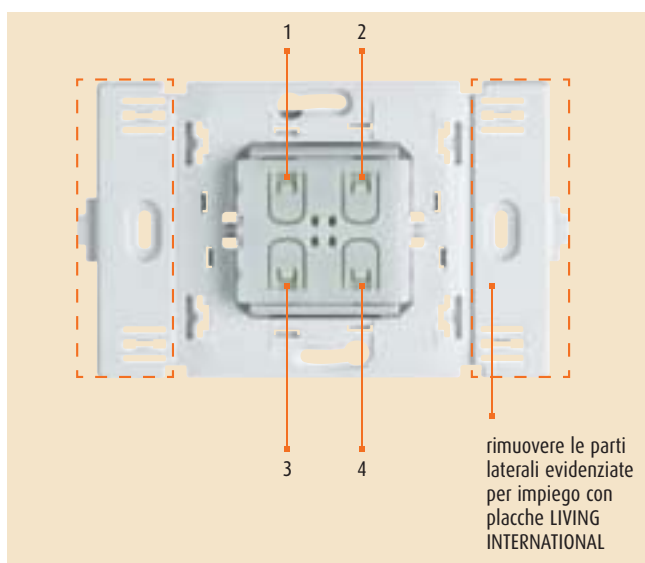 1 2
3 4
rimuovere le parti
laterali evidenziate
per impiego con
placche LIVING
INTERNATIONAL